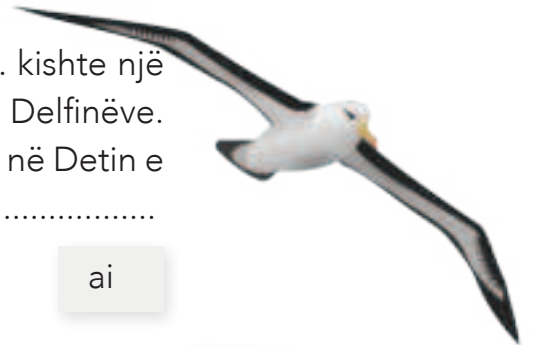 . kishte një
Delfinëve.
në Detin e
.................
ai